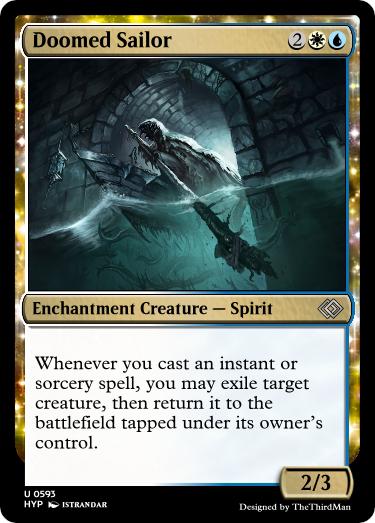 Doomed Sailor 2
Enchantment Creature — Spirit
Whenever you cast an instant or
sorcery spell, you may exile target
creature, then return it to the
battlefield tapped under its owner's
control.
2/3
U 0593
HYP ISTRANDAR
Designed by TheThirdMan